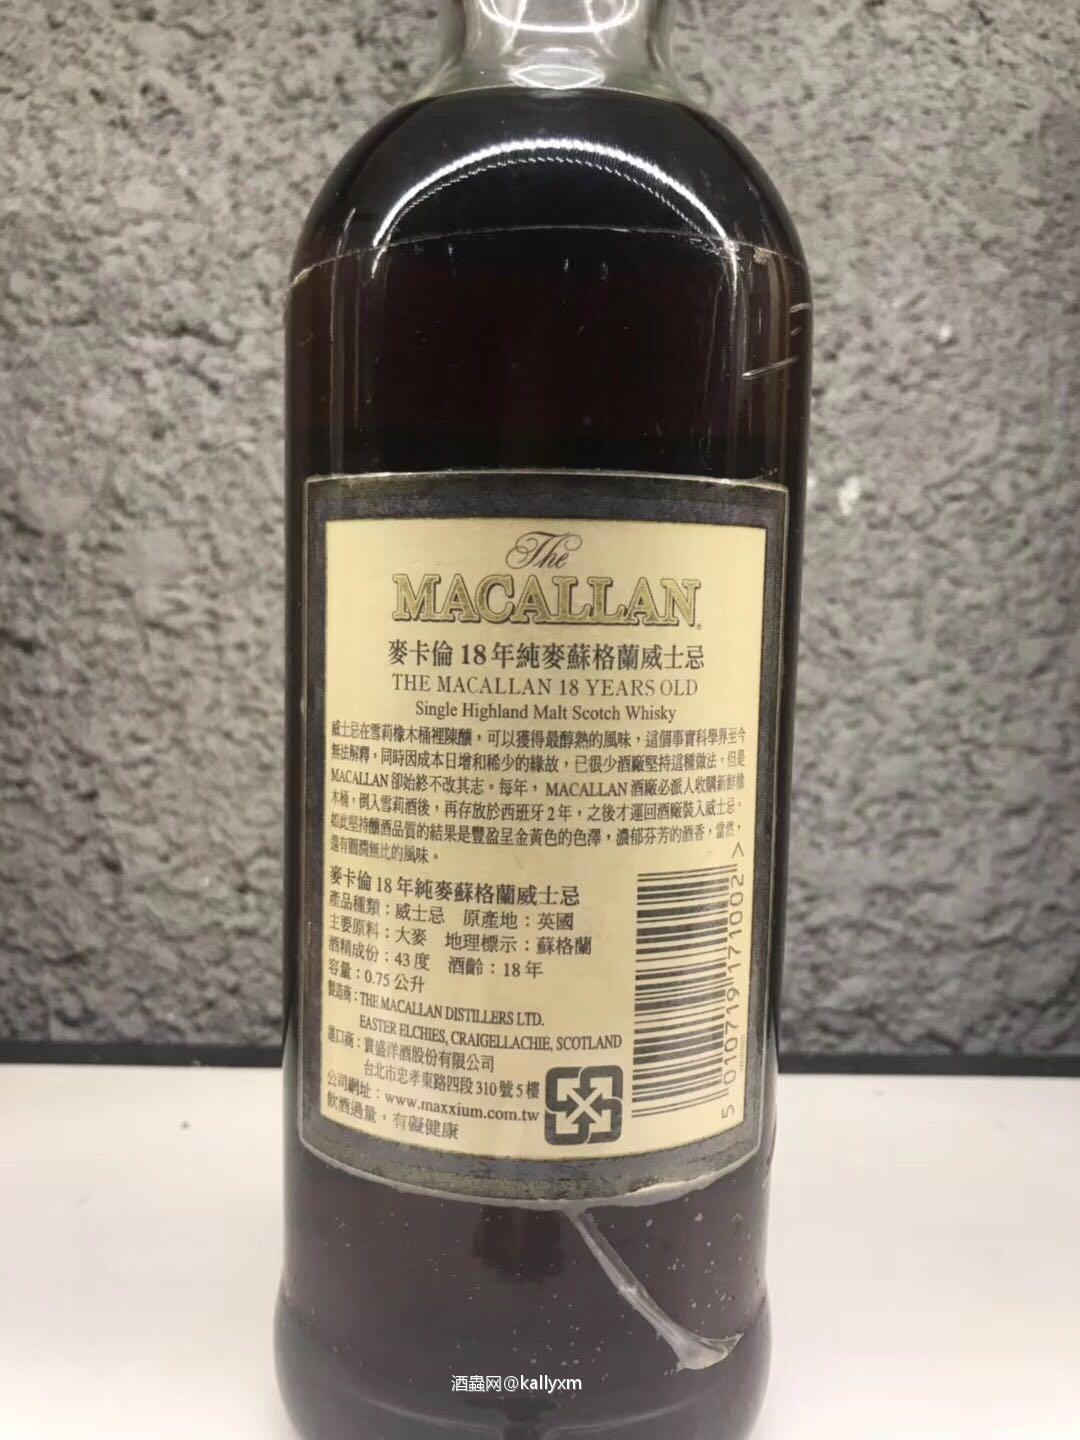 The
MACALLAN
麥卡倫 18 年純麥蘇格蘭威士忌
THE MACALLAN 18 YEARS OLD
Single Highland Malt Scotch Whisky
威士忌在雪莉橡木桶裡陳釀，可以獲得最醇熟的風味，這個事實科學界至今
無法解釋，同時因成本日增和稀少的緣故，已很少酒廠堅持這種做法，但是
MACALLAN 卻始終不改其志。每年， MACALLAN 酒廠必派人收購新鮮橡
木桶，倒入雪莉酒後，再存放於西班牙 2 年，之後才運回酒廠裝入威士忌。
如此堅持釀酒品質的結果是豐盈呈金黃色的色澤，濃郁芬芳的酒香，當然，
還有圓潤無比的風味。
麥卡倫 18 年純麥蘇格蘭威士忌
產品種類：威士忌 原產地：英國
主要原料：大麥 地理標示：蘇格蘭
酒精成份：43 度 酒齡：18 年
容量：0.75 公升
製造商：THE MACALLAN DISTILLERS LTD.
EASTER ELCHIES, CRAIGELLACHIE, SCOTLAND
進口商：寰盛洋酒股份有限公司
台北市忠孝東路四段 310 號 5 樓
公司網址：www.maxxium.com.tw
飲酒過量，有礙健康
5 010719 171002 >
酒蟲网@kallyxm